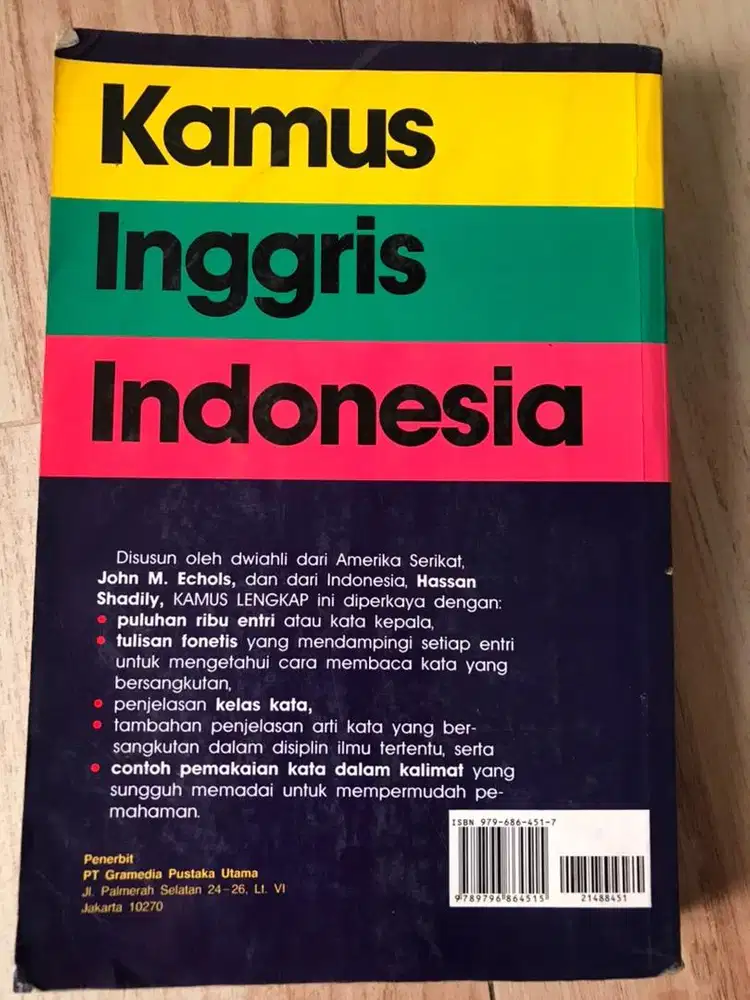 Kamus
Inggris
Indonesia
Disusun oleh dwiahli dari Amerika Serikat,
John M. Echols, dan dari Indonesia, Hassan
Shadily, KAMUS LENGKAP ini diperkaya dengan:
• puluhan ribu entri atau kata kepala,
• tulisan fonetis yang mendampingi setiap entri
untuk mengetahui cara membaca kata yang
bersangkutan,
• penjelasan kelas kata,
• tambahan penjelasan arti kata yang ber-
sangkutan dalam disiplin ilmu tertentu, serta
• contoh pemakaian kata dalam kalimat yang
sungguh memadai untuk mempermudah pe-
mahaman.
Penerbit
PT Gramedia Pustaka Utama
Jl. Palmerah Selatan 24-26, Lt. VI
Jakarta 10270
ISBN 979-686-451-7
9789796864515
21488451